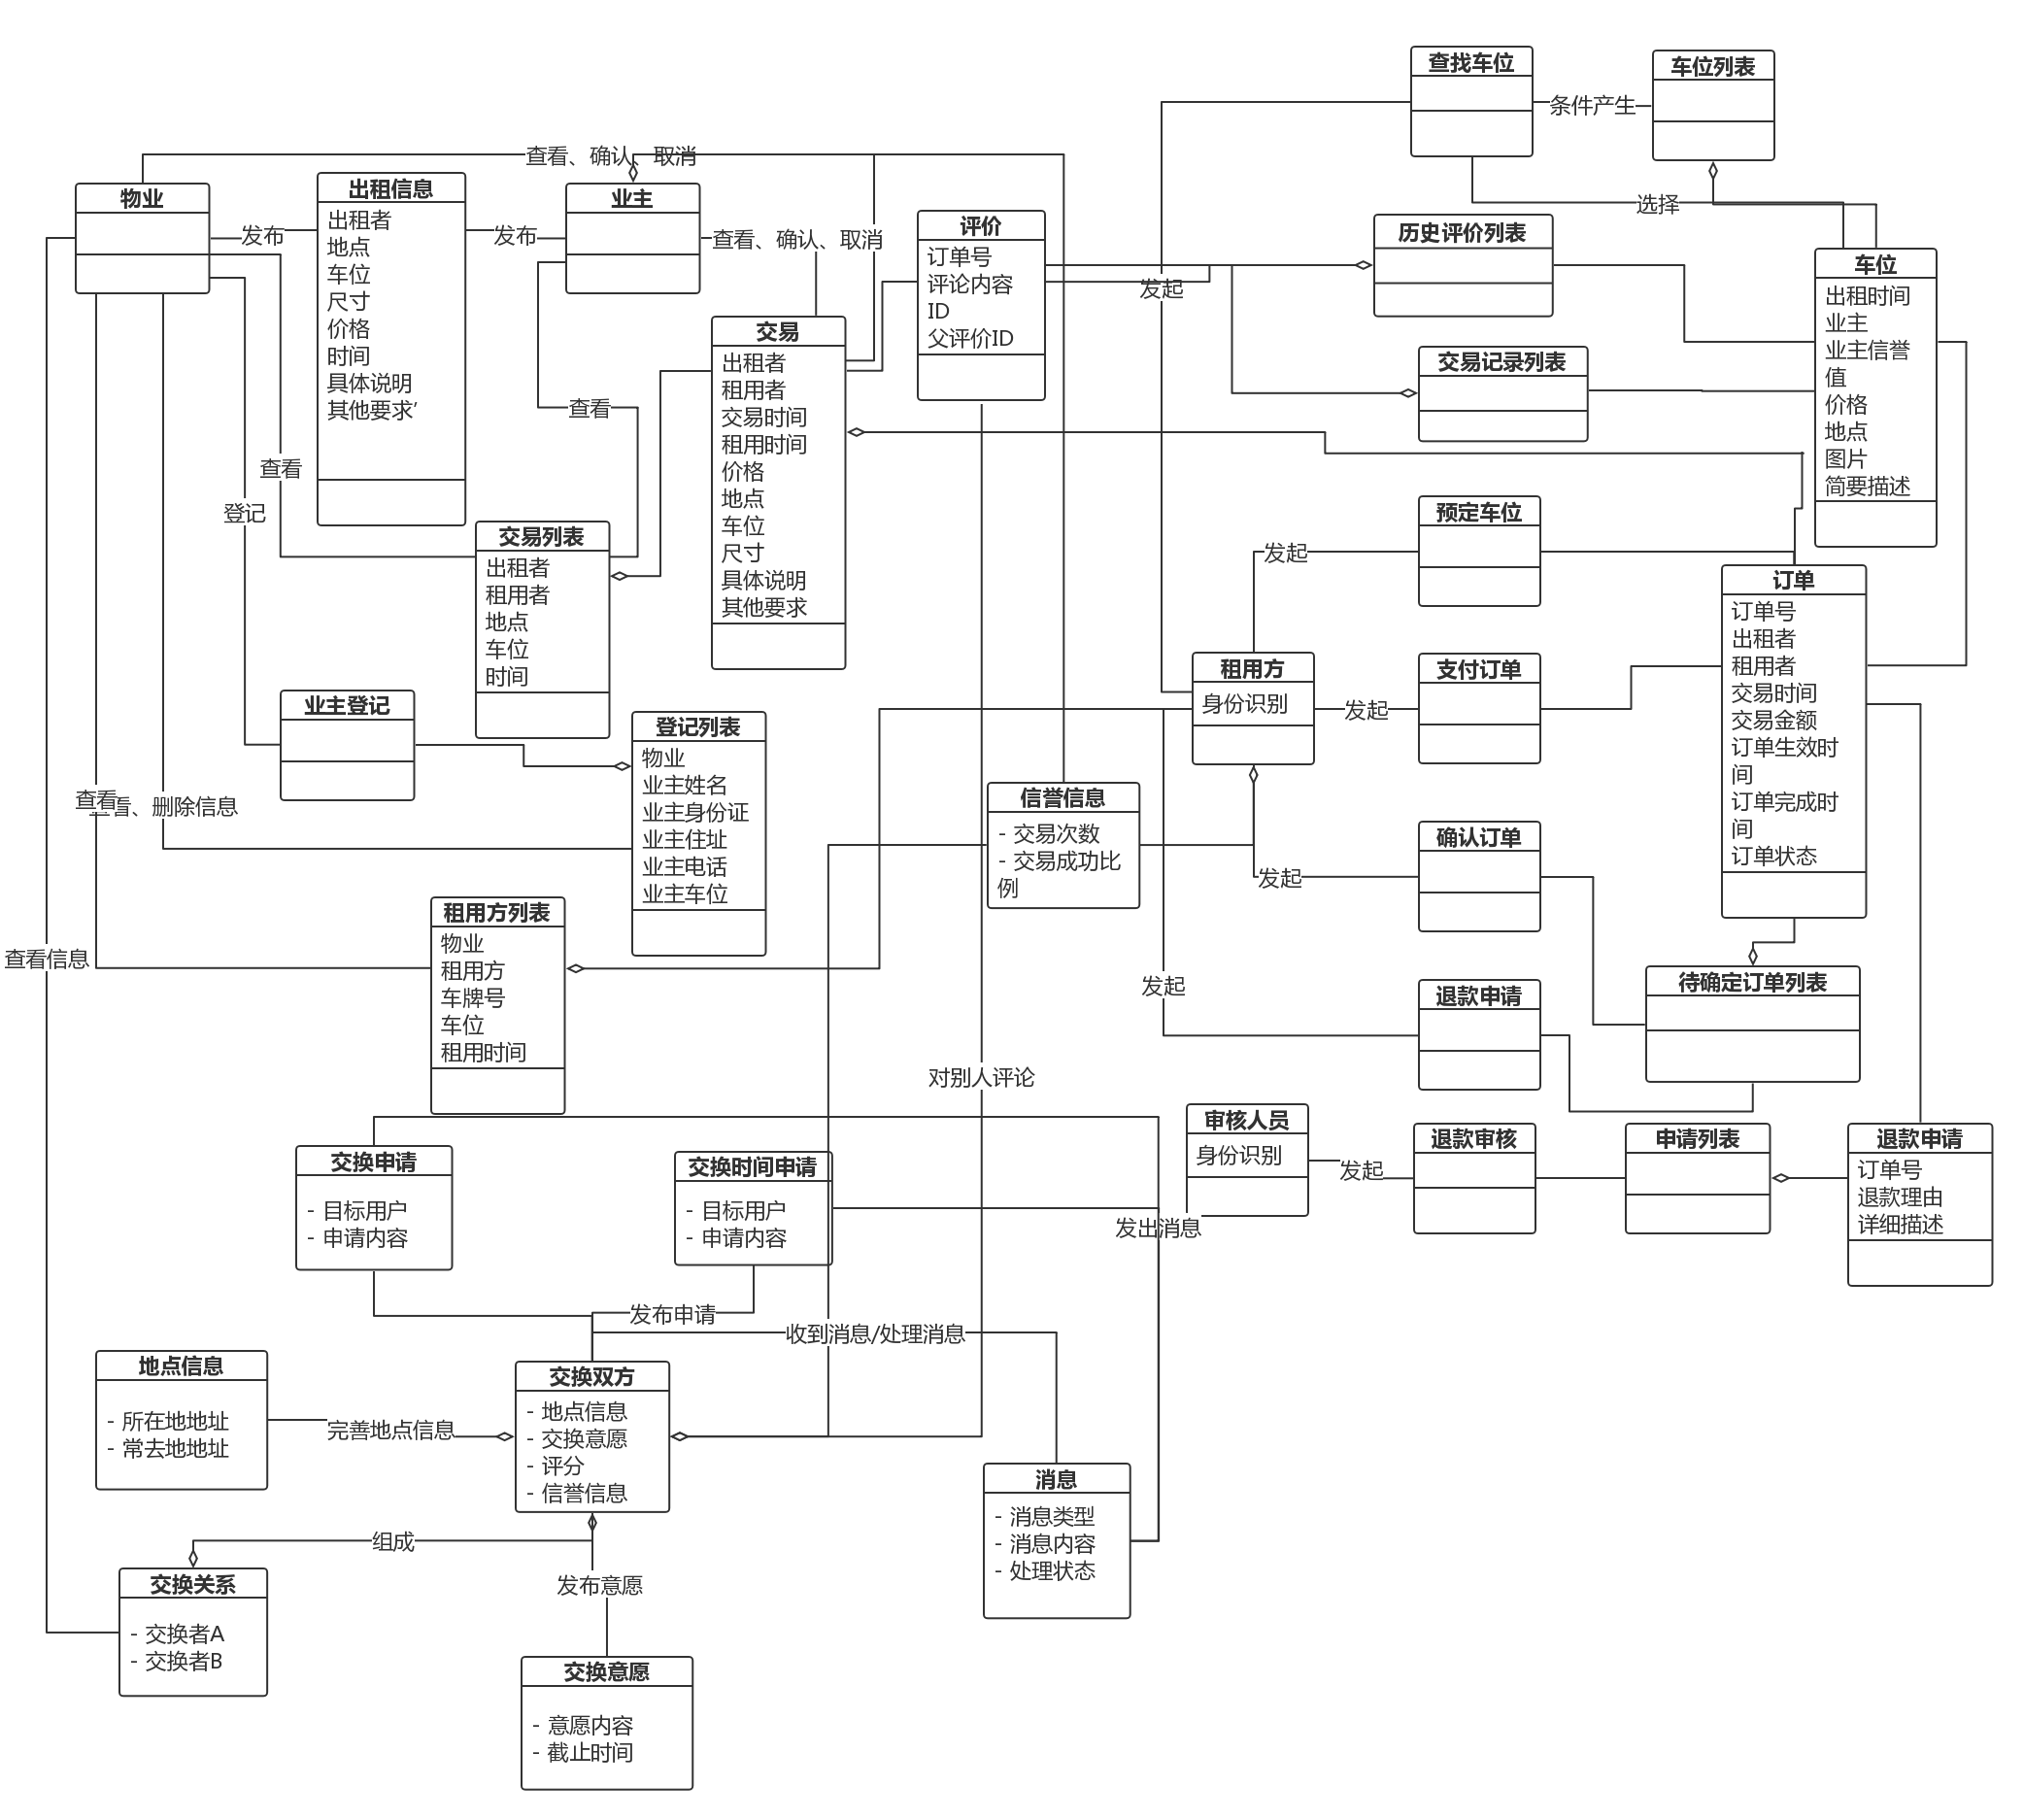 查找车位
车位列表
条件产生
查看、确认、取消
物业
出租信息
出租者
地点
车位
尺寸
价格
时间
具体说明
其他要求’
业主
发布
发布
查看、确认、取消
选择
评价
订单号
评论内容
ID
父评价ID
历史评价列表
车位
出租时间
业主
业主信誉
值
价格
地点
图片
简要描述
发起
交易
出租者
租用者
交易时间
租用时间
价格
地点
车位
尺寸
具体说明
其他要求
交易记录列表
查看
查看
登记
交易列表
出租者
租用者
地点
车位
时间
预定车位
发起
订单
订单号
出租者
租用者
交易时间
交易金额
订单生效时
间
订单完成时
间
订单状态
租用方
身份识别
支付订单
发起
业主登记
登记列表
物业
业主姓名
业主身份证
业主住址
业主电话
业主车位
查看
看、删除信息
信誉信息
- 交易次数
- 交易成功比
例
确认订单
发起
租用方列表
物业
租用方
车牌号
车位
租用时间
查看信息
发起
退款申请
待确定订单列表
对别人评论
审核人员
身份识别
发起
退款审核
申请列表
退款申请
订单号
退款理由
详细描述
交换申请
- 目标用户
- 申请内容
交换时间申请
- 目标用户
- 申请内容
发出消息
发布申请
收到消息/处理消息
地点信息
- 所在地地址
- 常去地地址
完善地点信息
交换双方
- 地点信息
- 交换意愿
- 评分
- 信誉信息
消息
- 消息类型
- 消息内容
- 处理状态
组成
交换关系
- 交换者A
- 交换者B
发布意愿
交换意愿
- 意愿内容
- 截止时间